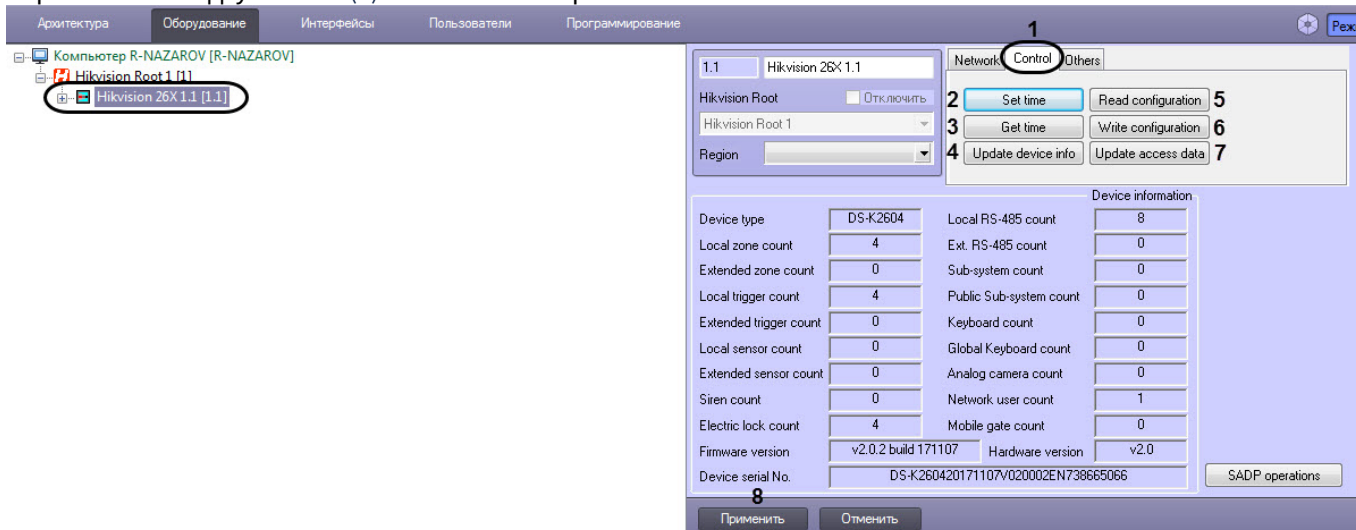 Архитектура Оборудование Интерфейсы Пользователи Программирование
1
Компьютер R-NAZAROV [R-NAZAROV]
Hikvision Root 1 [1]
Hikvision 26X 1.1 [1.1]
1.1 Hikvision 26X 1.1
Hikvision Root Отключить
Hikvision Root 1
Region
Network Control Others
2 Set time Read configuration 5
3 Get time Write configuration 6
4 Update device info Update access data 7
Device information
Device type DS-K2604 Local RS-485 count 8
Local zone count 4 Ext. RS-485 count 0
Extended zone count 0 Sub-system count 0
Local trigger count 4 Public Sub-system count 0
Extended trigger count 0 Keyboard count 0
Local sensor count 0 Global Keyboard count 0
Extended sensor count 0 Analog camera count 0
Siren count 0 Network user count 1
Electric lock count 4 Mobile gate count 0
Firmware version v2.0.2 build 171107 Hardware version v2.0
Device serial No. DS-K260420171107V020002EN738665066 SADP operations
8
Применить Отменить